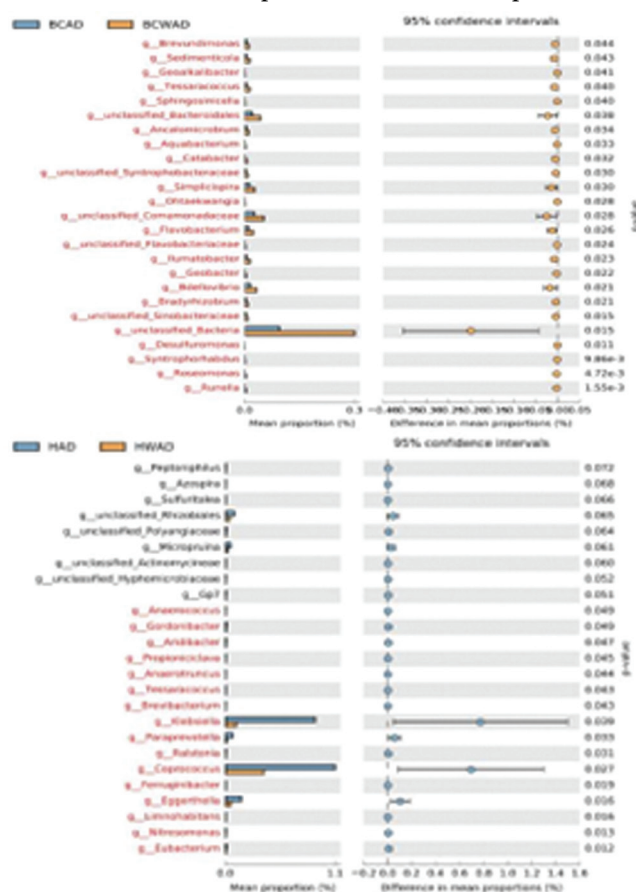 BCAD BCWAD 95% confidence intervals
g__Brevundimonas 0.044
g__Sedimenticola 0.043
g__Geoalkalibacter 0.041
g__Tessaracoccus 0.040
g__Sphingosinicella 0.040
g__unclassified_Bacteroidales 0.038
g__Ancalomicrobium 0.034
g__Aquabacterium 0.033
g__Catabacter 0.032
g__unclassified_Syntrophobacteraceae 0.030
g__Simplicispira 0.030
g__Ohtaekwangia 0.028
g__unclassified_Comamonadaceae 0.028
g__Flavobacterium 0.026
g__unclassified_Flavobacteriaceae 0.024
g__Ilumatobacter 0.023
g__Geobacter 0.022
g__Bdellovibrio 0.021
g__Bradyrhizobium 0.021
g__unclassified_Sinobacteraceae 0.015
g__unclassified_Bacteria 0.015
g__Desulfuromonas 0.011
g__Syntrophorhabdus 9.86e-3
g__Roseomonas 4.72e-3
g__Runella 1.55e-3
p-value
0.0 0.3
Mean proportion (%) Difference in mean proportions (%)
HAD HWAD 95% confidence intervals
g__Peptoniphilus 0.072
g__Azospira 0.068
g__Sulfuritalea 0.066
g__unclassified_Rhizobiales 0.065
g__unclassified_Polyangiaceae 0.064
g__Micropruina 0.061
g__unclassified_Actinomycineae 0.060
g__unclassified_Hyphomicrobiaceae 0.052
g__Gp7 0.051
g__Anaerococcus 0.049
g__Gordonibacter 0.049
g__Aridibacter 0.047
g__Propioniciclava 0.045
g__Anaerotruncus 0.044
g__Tessaracoccus 0.043
g__Brevibacterium 0.043
g__Klebsiella 0.039
g__Paraprevotella 0.033
g__Ralstonia 0.031
g__Coprococcus 0.027
g__Ferruginibacter 0.019
g__Eggerthella 0.016
g__Limnohabitans 0.016
g__Nitrosomonas 0.013
g__Eubacterium 0.012
p-value
0.0 1.1 −0.2 0.0 0.2 0.4 0.6 0.8 1.0 1.2 1.4 1.6
Mean proportion (%) Difference in mean proportions (%)